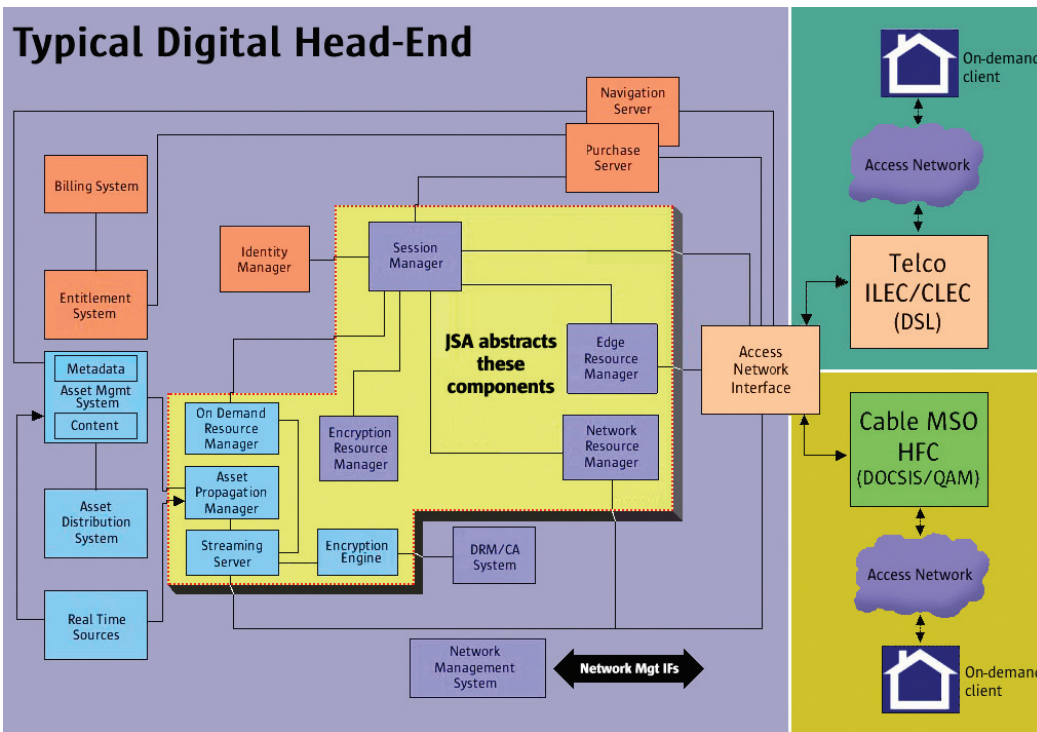 Typical Digital Head-End
Navigation
Server
Purchase
Server
Billing System
Identity
Manager
Session
Manager
Entitlement
System
JSA abstracts
these
components
Edge
Resource
Manager
Access
Network
Interface
Metadata
Asset Mgmt
System
Content
On Demand
Resource
Manager
Encryption
Resource
Manager
Network
Resource
Manager
Asset
Propagation
Manager
Asset
Distribution
System
Streaming
Server
Encryption
Engine
DRM/CA
System
Real Time
Sources
Network
Management
System
Network Mgt IFs
On-demand
client
Access Network
Telco
ILEC/CLEC
(DSL)
Cable MSO
HFC
(DOCSIS/QAM)
Access Network
On-demand
client